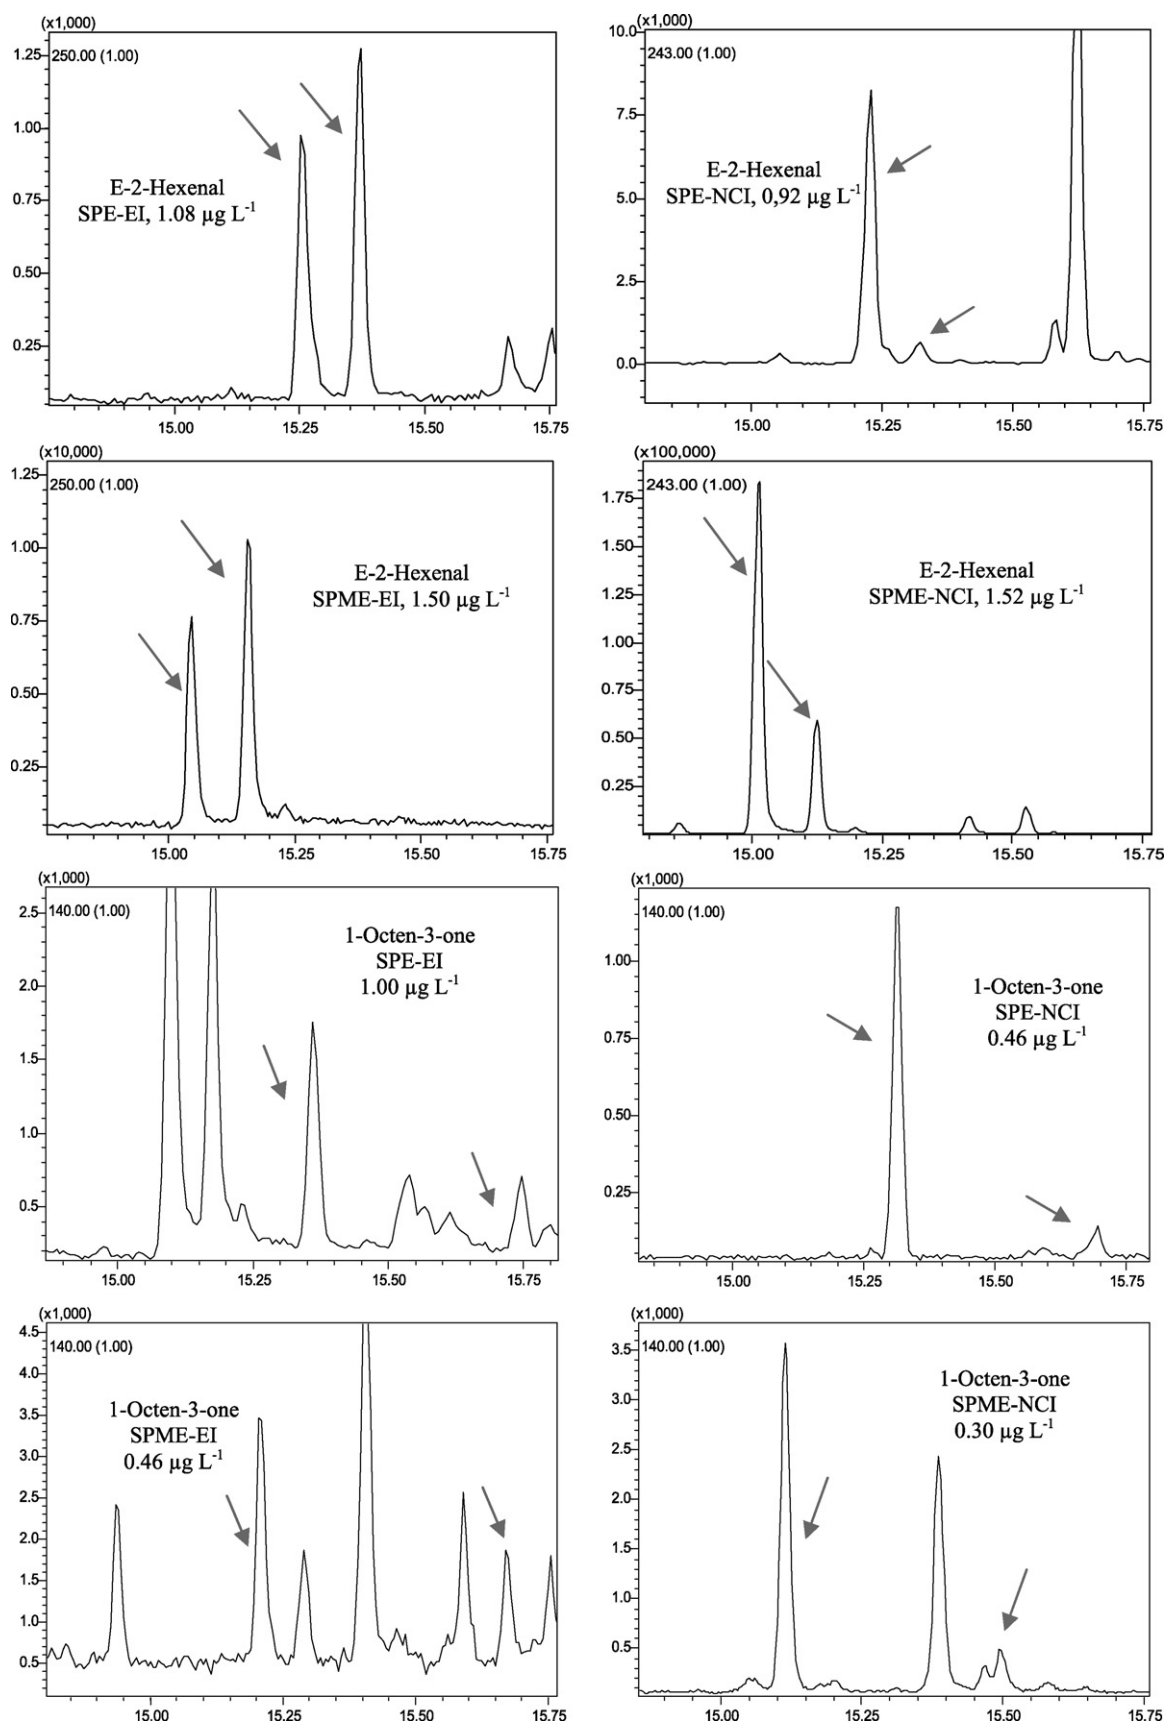 (x1,000)
250.00 (1.00)
1.25
1.00
0.75
0.50
0.25
E-2-Hexenal
SPE-EI, 1.08 µg L⁻¹
15.00 15.25 15.50 15.75
(x1,000)
10.0
243.00 (1.00)
7.5
5.0
2.5
0.0
E-2-Hexenal
SPE-NCI, 0,92 µg L⁻¹
15.00 15.25 15.50 15.75
(x10,000)
1.25
250.00 (1.00)
1.00
0.75
0.50
0.25
E-2-Hexenal
SPME-EI, 1.50 µg L⁻¹
15.00 15.25 15.50 15.75
(x100,000)
243.00 (1.00)
1.75
1.50
1.25
1.00
0.75
0.50
0.25
E-2-Hexenal
SPME-NCI, 1.52 µg L⁻¹
15.00 15.25 15.50 15.75
(x1,000)
2.5
140.00 (1.00)
2.0
1.5
1.0
0.5
1-Octen-3-one
SPE-EI
1.00 µg L⁻¹
15.00 15.25 15.50 15.75
(x1,000)
140.00 (1.00)
1.00
0.75
0.50
0.25
1-Octen-3-one
SPE-NCI
0.46 µg L⁻¹
15.00 15.25 15.50 15.75
(x1,000)
4.5
140.00 (1.00)
4.0
3.5
3.0
2.5
2.0
1.5
1.0
0.5
1-Octen-3-one
SPME-EI
0.46 µg L⁻¹
15.00 15.25 15.50 15.75
(x1,000)
140.00 (1.00)
3.5
3.0
2.5
2.0
1.5
1.0
0.5
1-Octen-3-one
SPME-NCI
0.30 µg L⁻¹
15.00 15.25 15.50 15.75